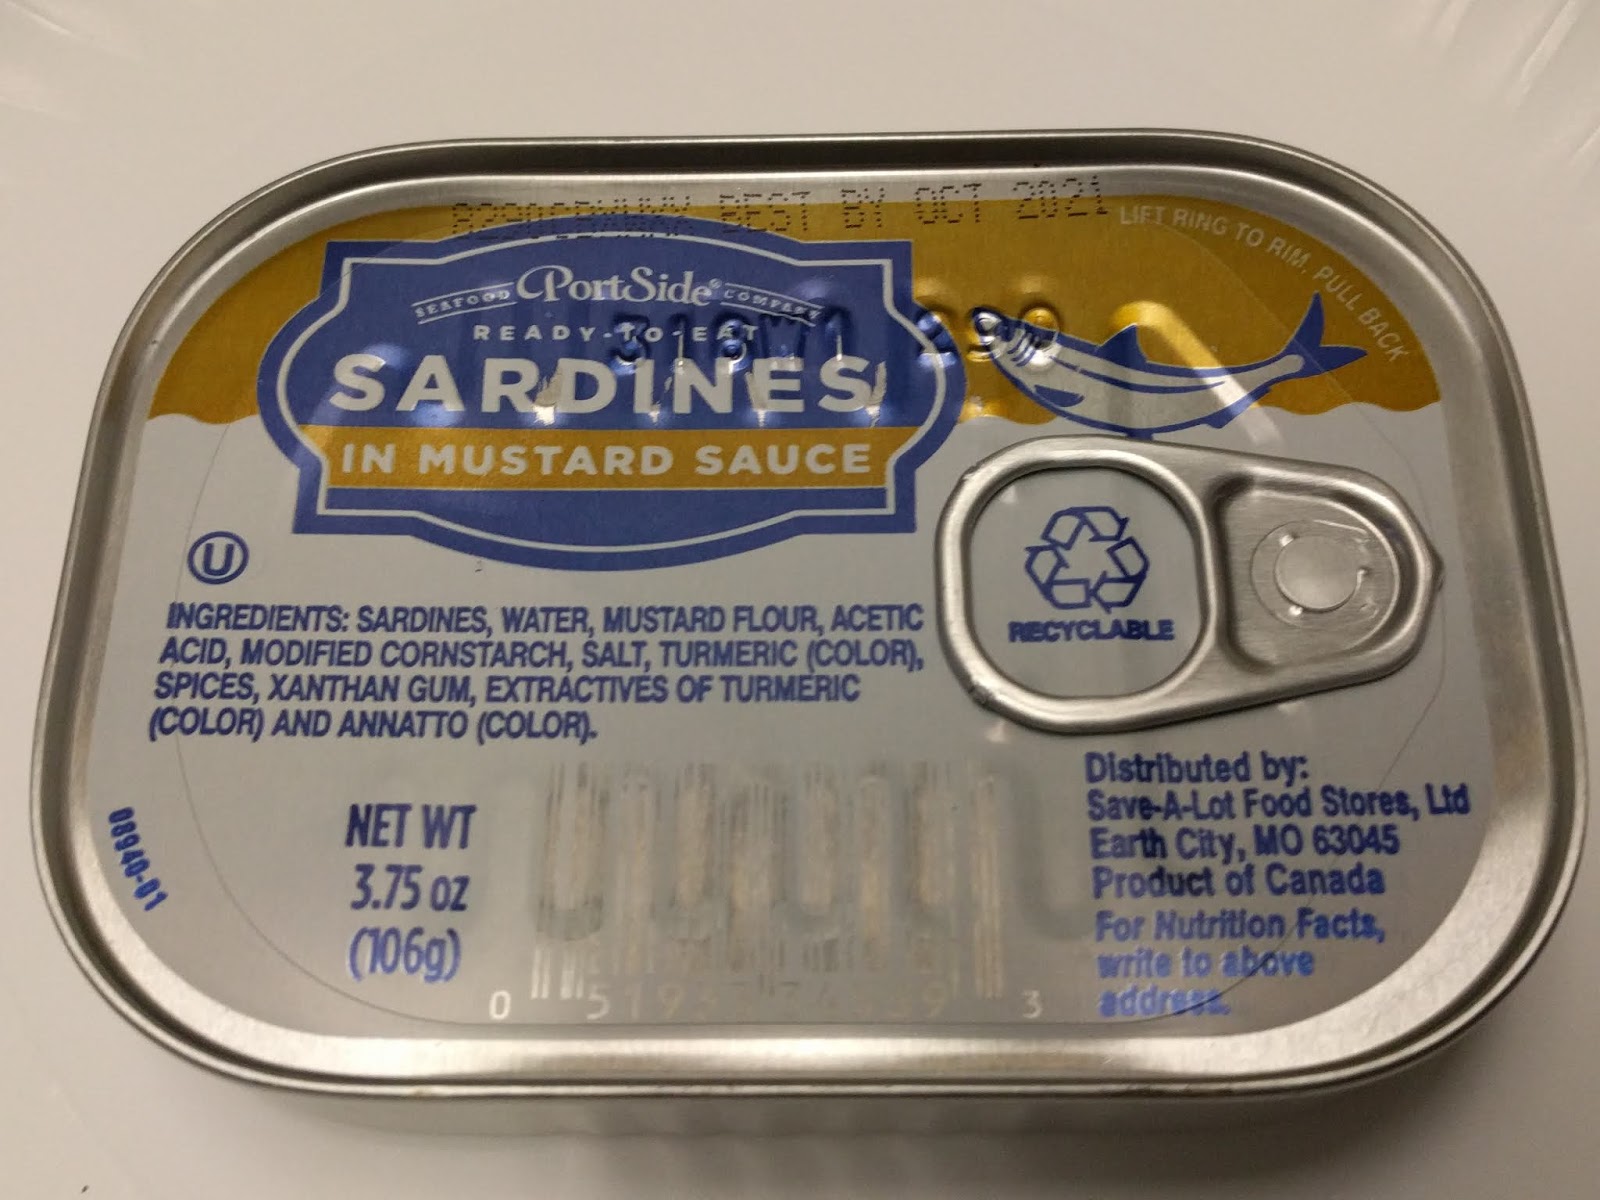 BEST BY OCT 2021
LIFT RING TO RIM, PULL BACK
SEAFOOD PortSide® COMPANY
READY-TO-EAT
SARDINES
IN MUSTARD SAUCE
U
RECYCLABLE
INGREDIENTS: SARDINES, WATER, MUSTARD FLOUR, ACETIC
ACID, MODIFIED CORNSTARCH, SALT, TURMERIC (COLOR),
SPICES, XANTHAN GUM, EXTRACTIVES OF TURMERIC
(COLOR) AND ANNATTO (COLOR).
08940-01
NET WT
3.75 oz
(106g)
0 3
Distributed by:
Save-A-Lot Food Stores, Ltd
Earth City, MO 63045
Product of Canada
For Nutrition Facts,
write to above
address.